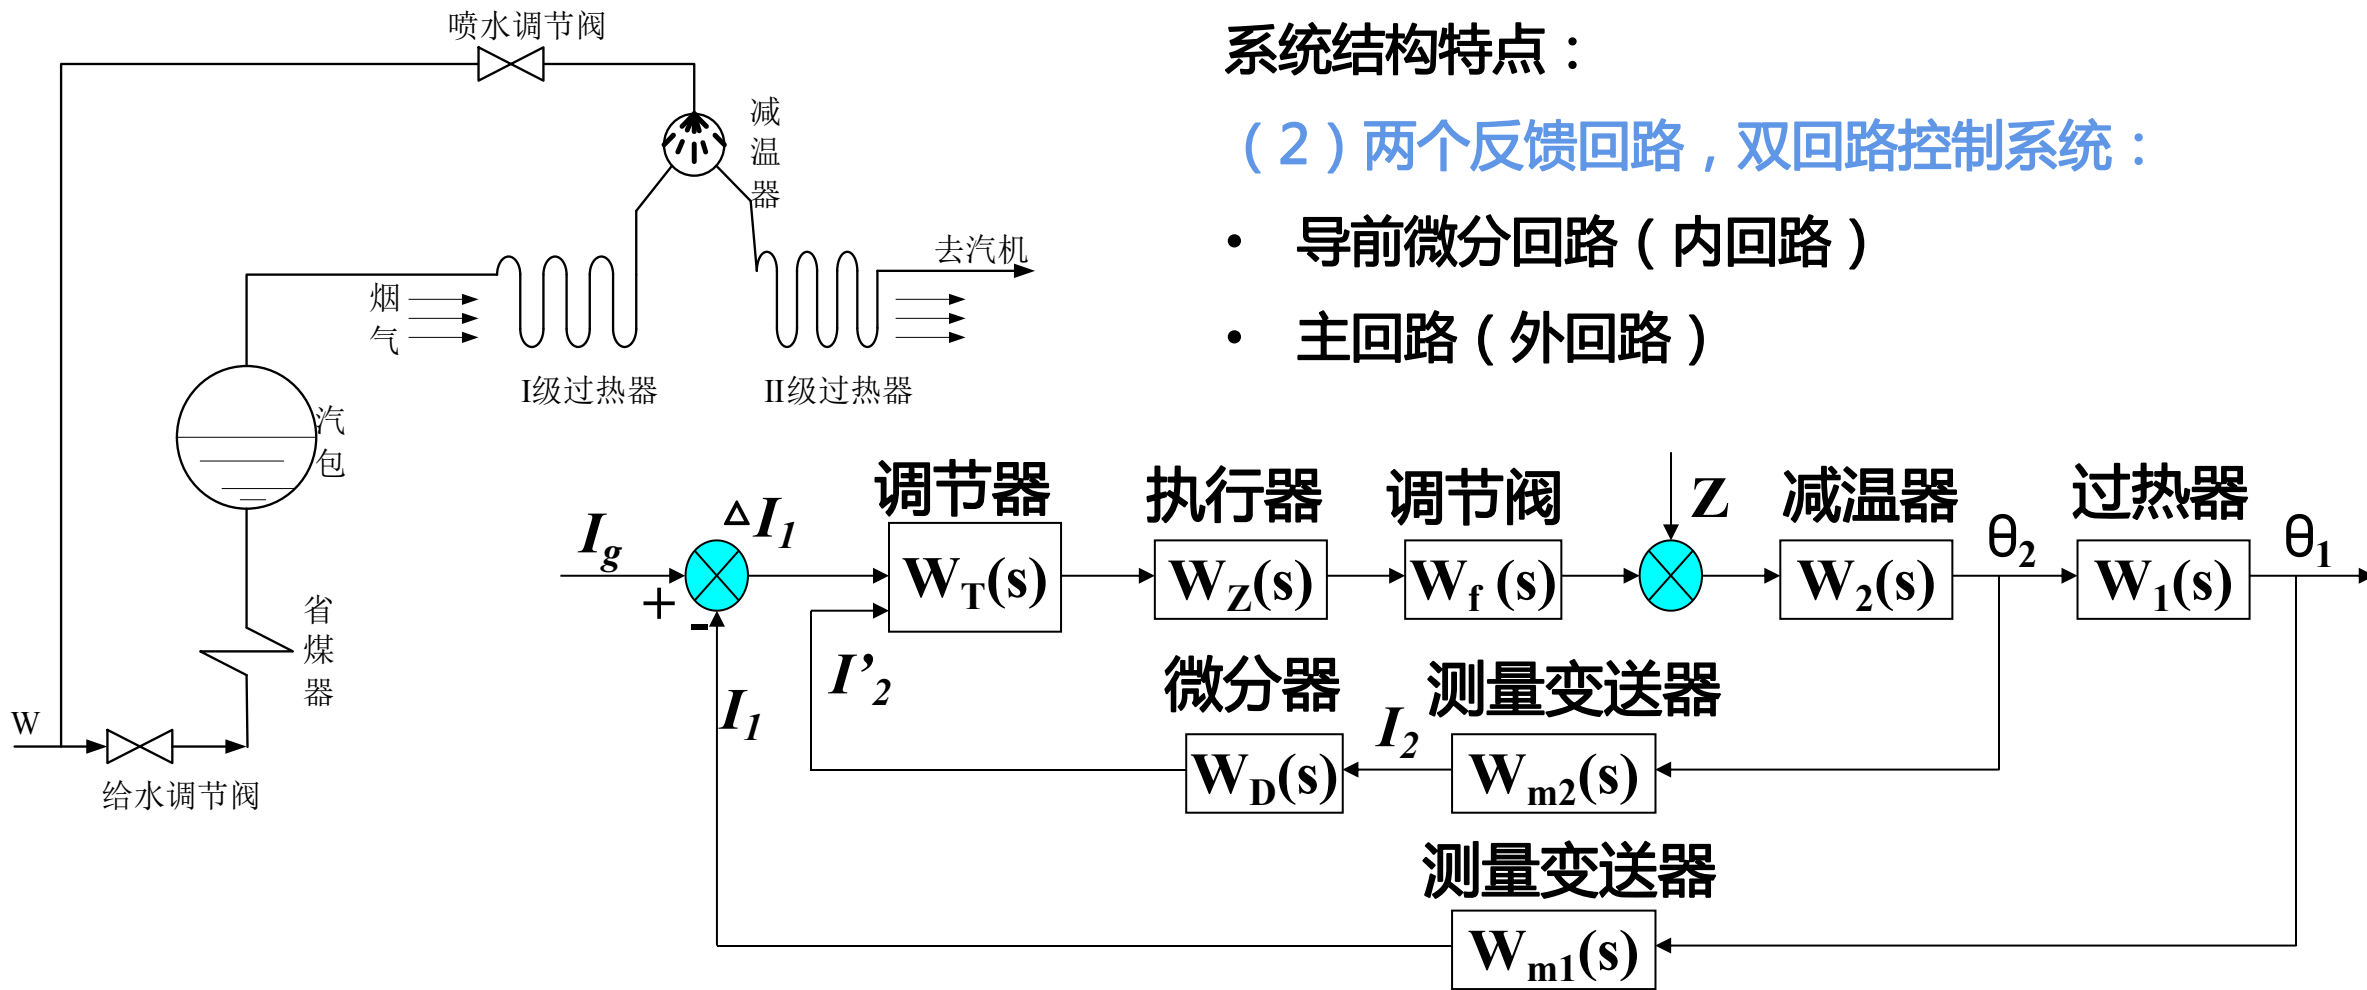 喷水调节阀
减温器
去汽机
烟气
I级过热器
II级过热器
汽包
省煤器
W
给水调节阀
系统结构特点：
（2）两个反馈回路，双回路控制系统：
• 导前微分回路（内回路）
• 主回路（外回路）
调节器
执行器
调节阀
Z
减温器
过热器
Ig
△I1
+
-
WT(s)
WZ(s)
Wf (s)
W2(s)
θ2
W1(s)
θ1
I’2
I1
微分器
测量变送器
I2
WD(s)
Wm2(s)
测量变送器
Wm1(s)